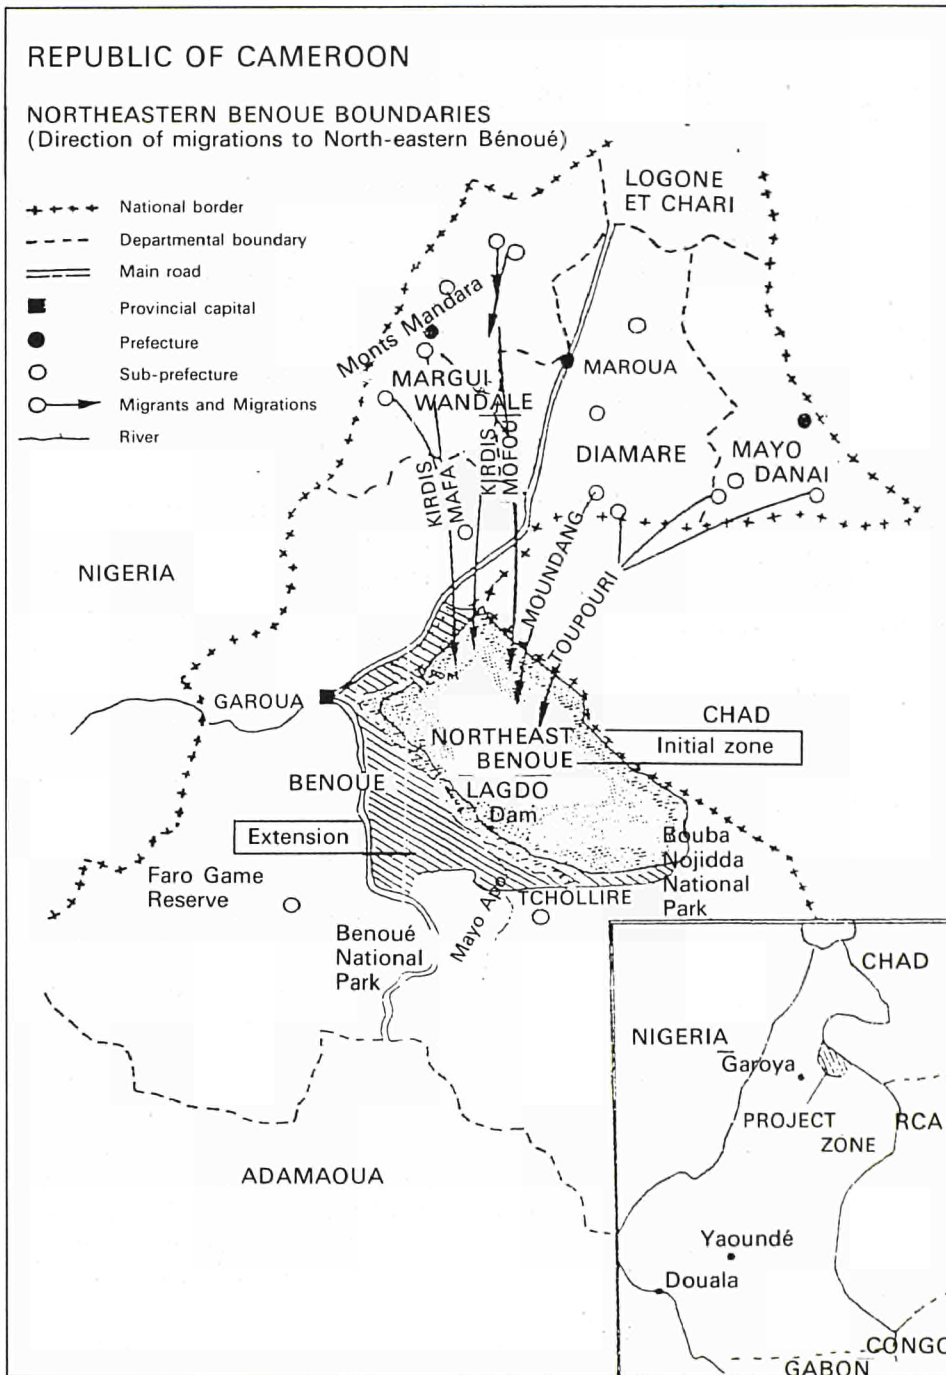 REPUBLIC OF CAMEROON
NORTHEASTERN BENOUE BOUNDARIES
(Direction of migrations to North-eastern Bénoué)
National border
Departmental boundary
Main road
Provincial capital
Prefecture
Sub-prefecture
Migrants and Migrations
River
LOGONE
ET CHARI
Monts Mandara
MARGUI
WANDALE
MAROUA
DIAMARE
MAYO
DANAI
KIRDIS
MAFA
KIRDIS
MOFOU
MOUNDANG
TOUPOURI
NIGERIA
GAROUA
CHAD
Initial zone
NORTHEAST
BENOUE
BENOUE
LAGDO
Dam
Extension
Bouba
Nojidda
National
Park
Faro Game
Reserve
TCHOLLIRE
Mayo Apo
Benoué
National
Park
ADAMAOUA
CHAD
NIGERIA
Garoya
PROJECT
ZONE
RCA
Yaoundé
Douala
CONGO
GABON